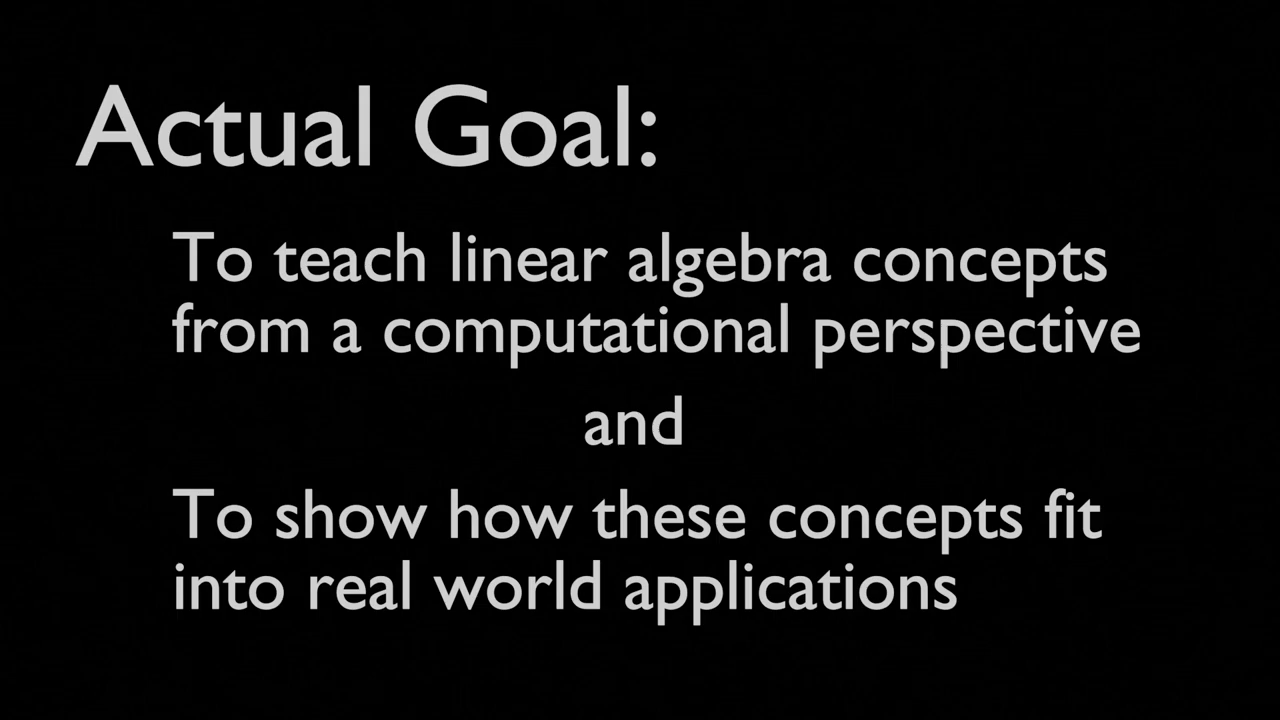 Actual Goal:
To teach linear algebra concepts
from a computational perspective
and
To show how these concepts fit
into real world applications